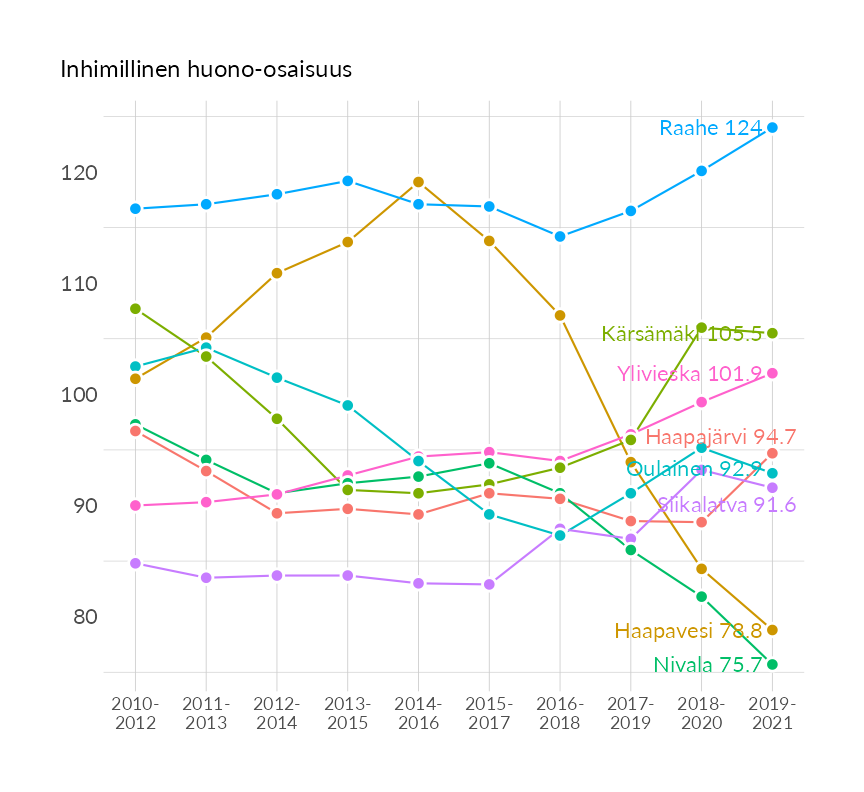 Inhimillinen huono-osaisuus
120
110
100
90
80
Raahe 124
Kärsämäki 105.5
Ylivieska 101.9
Haapajärvi 94.7
Oulainen 92.9
Siikalatva 91.6
Haapavesi 78.8
Nivala 75.7
2010-
2012
2011-
2013
2012-
2014
2013-
2015
2014-
2016
2015-
2017
2016-
2018
2017-
2019
2018-
2020
2019-
2021